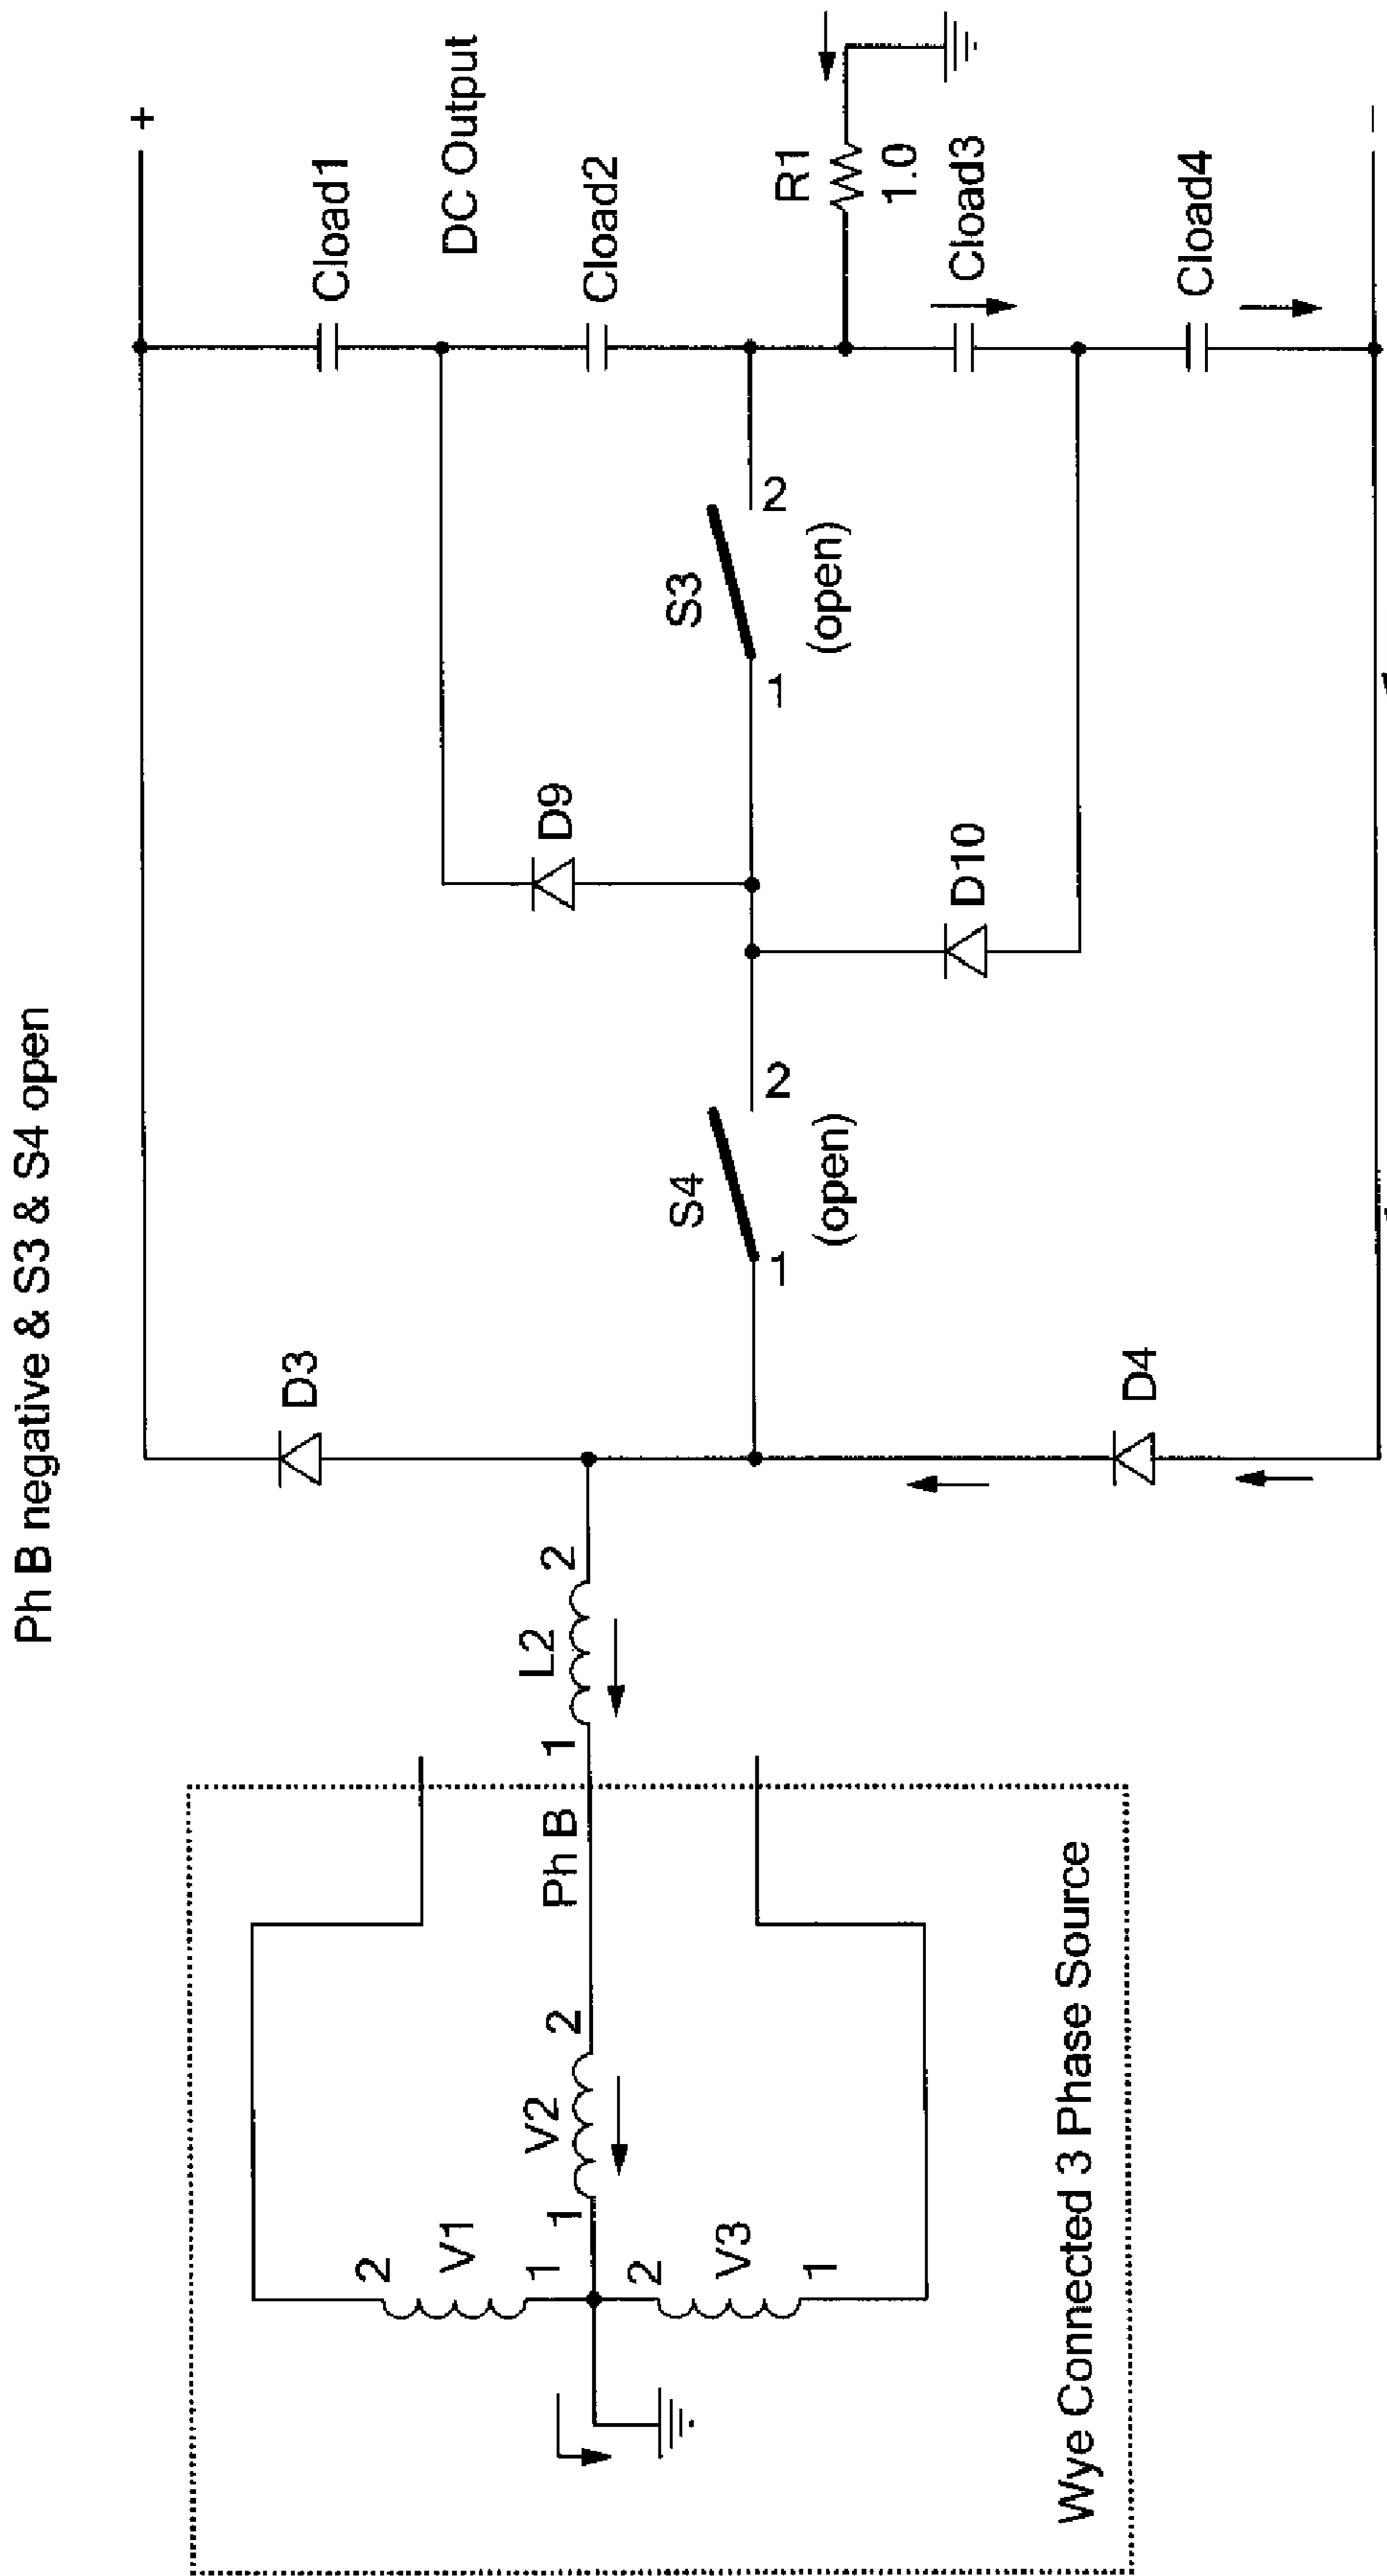 Ph B negative & S3 & S4 open
+
Cload1
DC Output
D3
D9
Cload2
2
V1
1
V2
1
2
Ph B
1
L2
2
S4
1
2
(open)
S3
1
2
(open)
R1
1.0
2
V3
1
D4
D10
Cload3
Cload4
Wye Connected 3 Phase Source